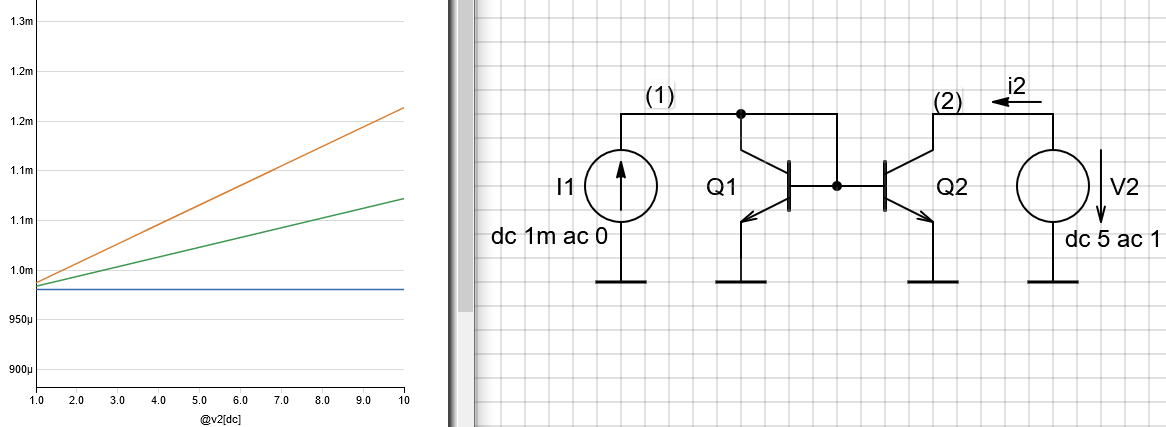 1.3m
1.2m
1.2m
1.1m
1.1m
1.0m
950µ
900µ
1.0 2.0 3.0 4.0 5.0 6.0 7.0 8.0 9.0 10
@v2[dc]
(1) (2) i2
I1 Q1 Q2 V2
dc 1m ac 0 dc 5 ac 1